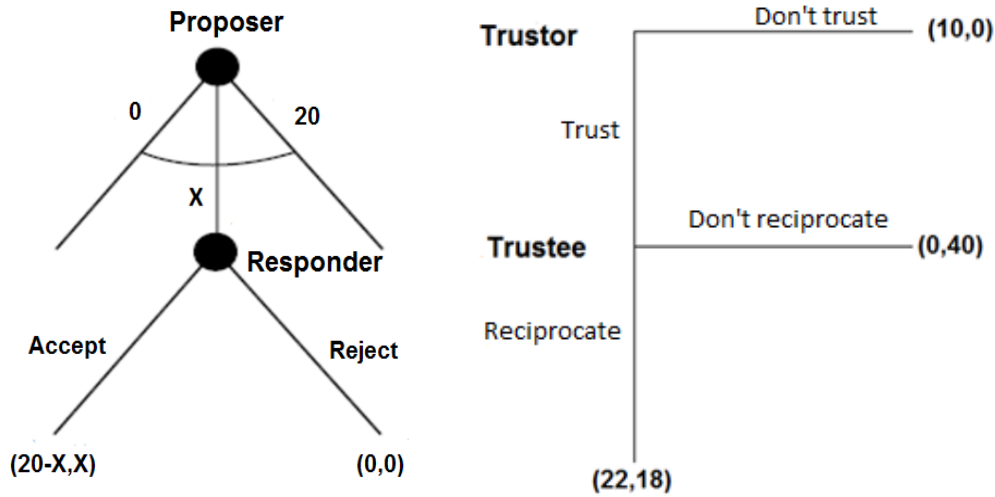 Proposer
0
20
X
Responder
Accept
Reject
(20-X,X)
(0,0)
Trustor
Don't trust
(10,0)
Trust
Don't reciprocate
Trustee
(0,40)
Reciprocate
(22,18)